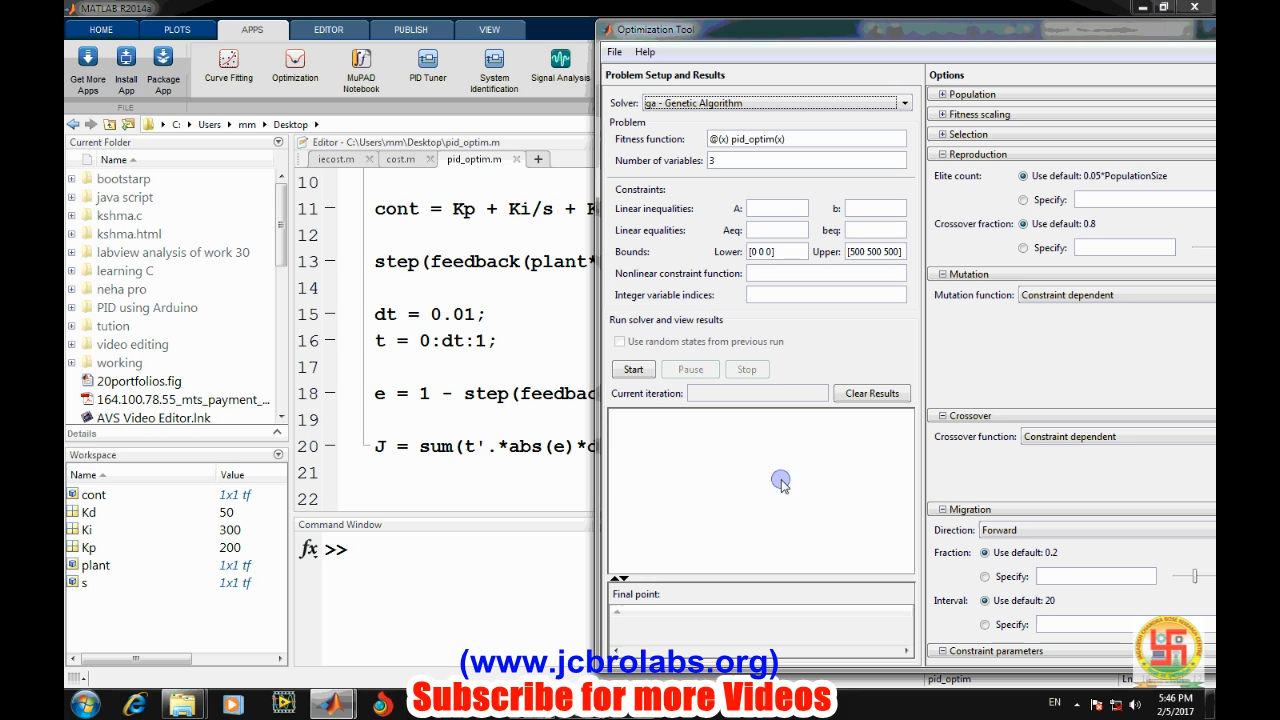 MATLAB R2014a
HOME PLOTS APPS EDITOR PUBLISH VIEW
Get More Apps
Install App
Package App
Curve Fitting
Optimization
MuPAD Notebook
PID Tuner
System Identification
Signal Analysis
FILE
C: Users mm Desktop
Current Folder
Name
bootstarp
java script
kshma.c
kshma.html
labview analysis of work 30
learning C
neha pro
PID using Arduino
tution
video editing
working
20portfolios.fig
164.100.78.55_mts_payment_...
AVS Video Editor.lnk
Details
Workspace
Name Value
cont 1x1 tf
Kd 50
Ki 300
Kp 200
plant 1x1 tf
s 1x1 tf
Editor - C:\Users\mm\Desktop\pid_optim.m
iecost.m cost.m pid_optim.m
10
11 cont = Kp + Ki/s +
12
13 step(feedback(plant*
14
15 dt = 0.01;
16 t = 0:dt:1;
17
18 e = 1 - step(feedbac
19
20 J = sum(t'.*abs(e)*
21
22
Command Window
fx >>
Optimization Tool
File Help
Problem Setup and Results
Solver: ga - Genetic Algorithm
Problem
Fitness function: @(x) pid_optim(x)
Number of variables: 3
Constraints:
Linear inequalities: A: b:
Linear equalities: Aeq: beq:
Bounds: Lower: [0 0 0] Upper: [500 500 500]
Nonlinear constraint function:
Integer variable indices:
Run solver and view results
Use random states from previous run
Start Pause Stop
Current iteration: Clear Results
Final point:
Options
Population
Fitness scaling
Selection
Reproduction
Elite count: Use default: 0.05*PopulationSize
Specify:
Crossover fraction: Use default: 0.8
Specify:
Mutation
Mutation function: Constraint dependent
Crossover
Crossover function: Constraint dependent
Migration
Direction: Forward
Fraction: Use default: 0.2
Specify:
Interval: Use default: 20
Specify:
Constraint parameters
pid_optim Ln
(www.jcbrolabs.org)
Subscribe for more Videos
EN
5:46 PM
2/5/2017